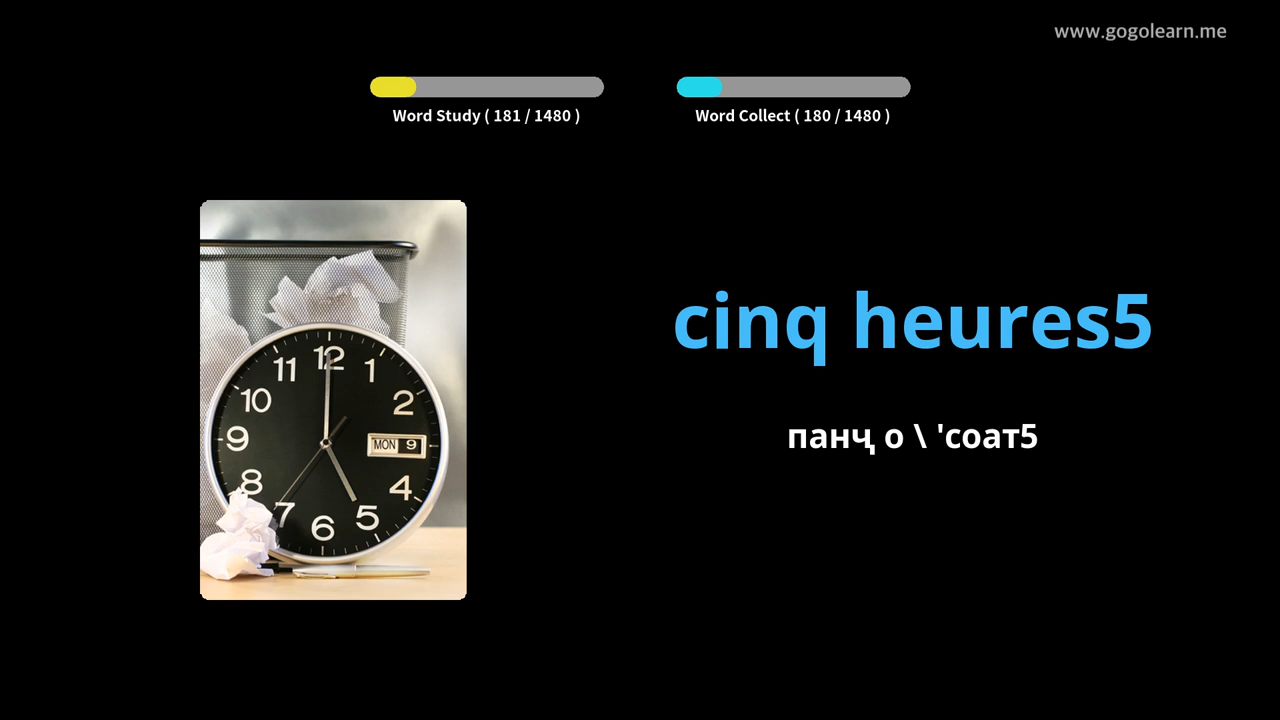 www.gogolearn.me
Word Study ( 181 / 1480 )
Word Collect ( 180 / 1480 )
cinq heures5
панҷ o \ 'соат5
12
11
1
10
2
9
MON 9
8
4
7
5
6